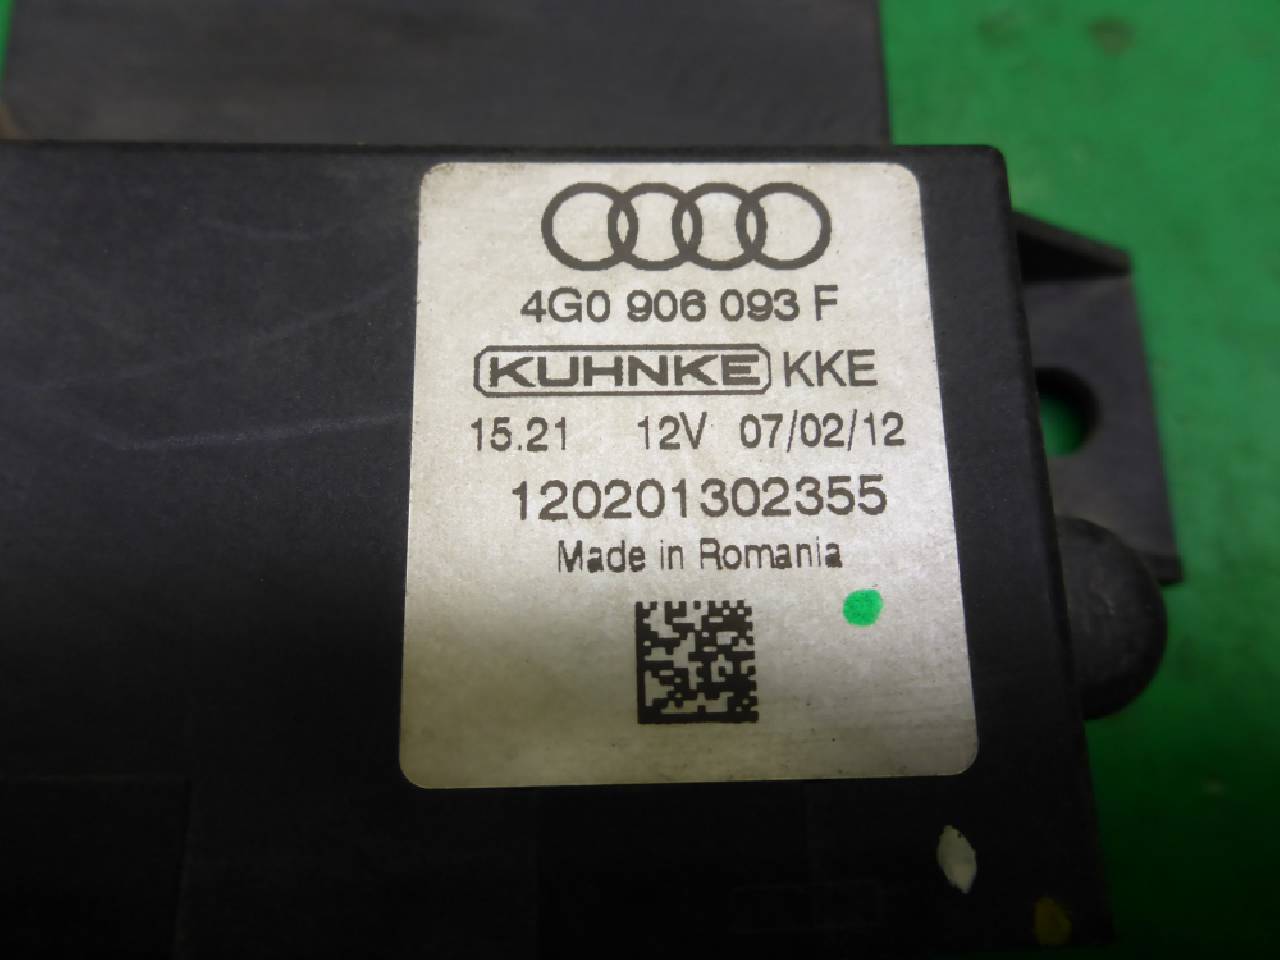 4G0 906 093 F
KUHNKE KKE
15.21 12V 07/02/12
120201302355
Made in Romania